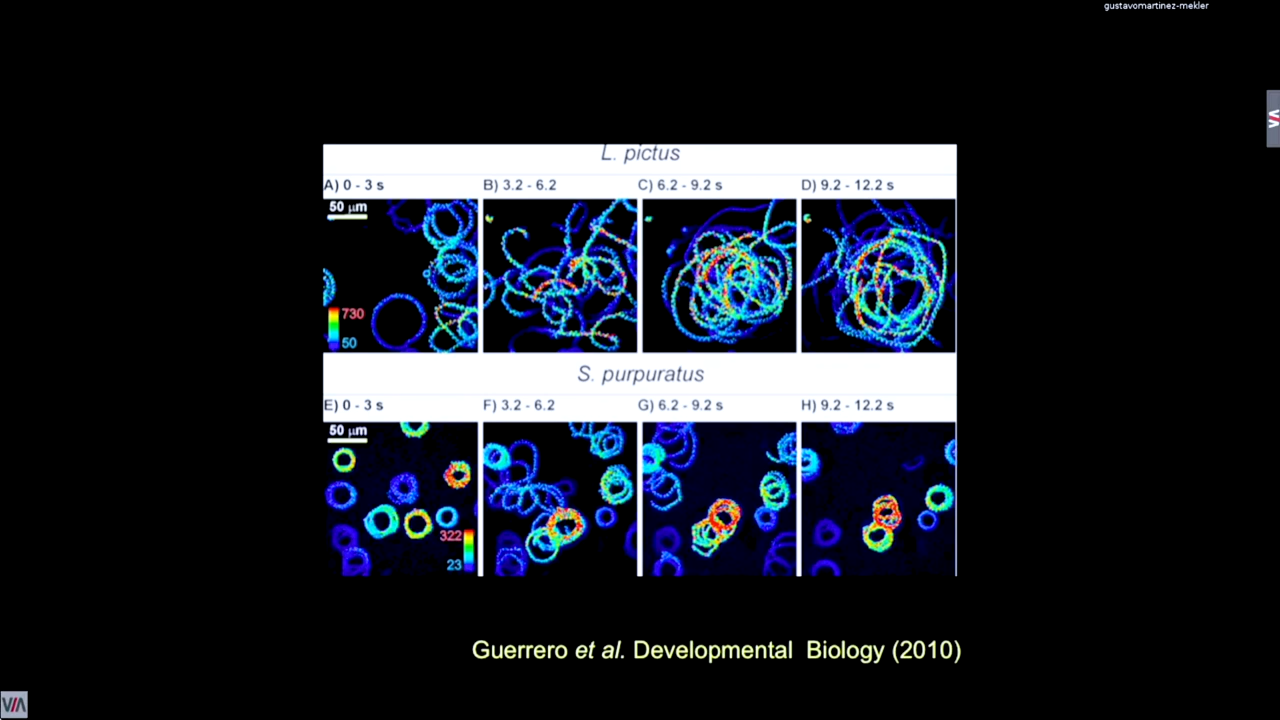 gustavomartinez-mekler
L. pictus
A) 0 - 3 s
B) 3.2 - 6.2
C) 6.2 - 9.2 s
D) 9.2 - 12.2 s
50 µm
730
50
S. purpuratus
E) 0 - 3 s
F) 3.2 - 6.2
G) 6.2 - 9.2 s
H) 9.2 - 12.2 s
50 µm
322
23
Guerrero et al. Developmental Biology (2010)
VIA